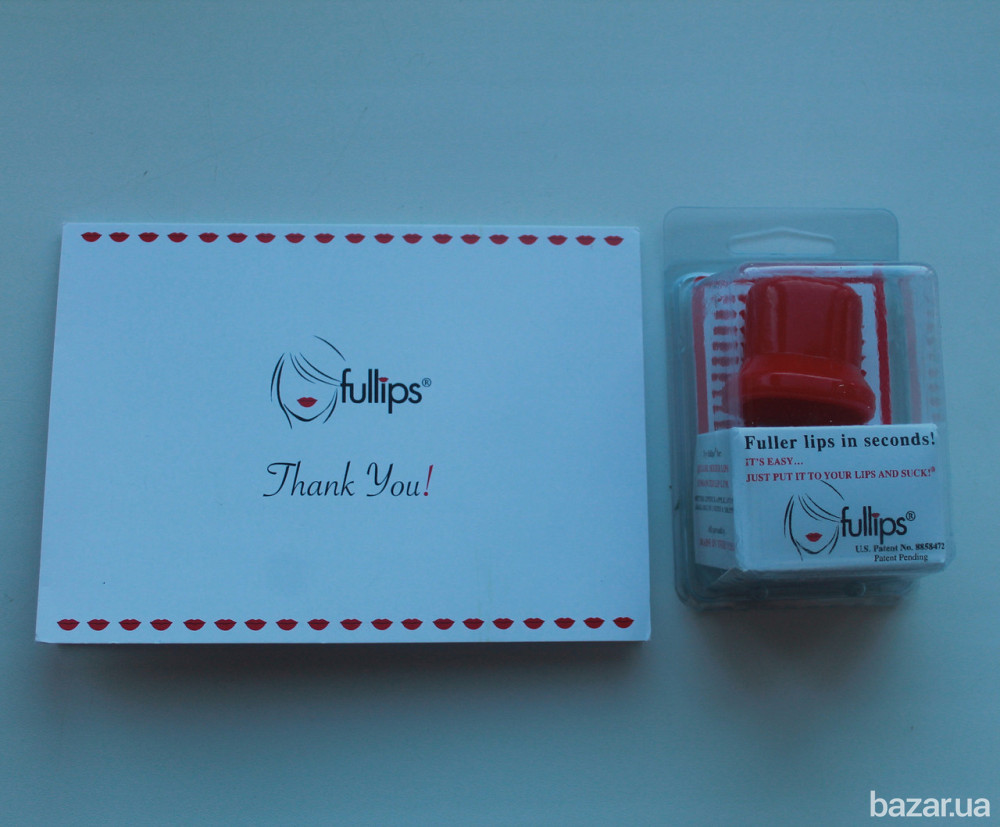 fullips®
Thank You!
Fuller lips in seconds!
IT'S EASY...
JUST PUT IT TO YOUR LIPS AND SUCK!®
fullips®
U.S. Patent No. 8858472
Patent Pending
bazar.ua